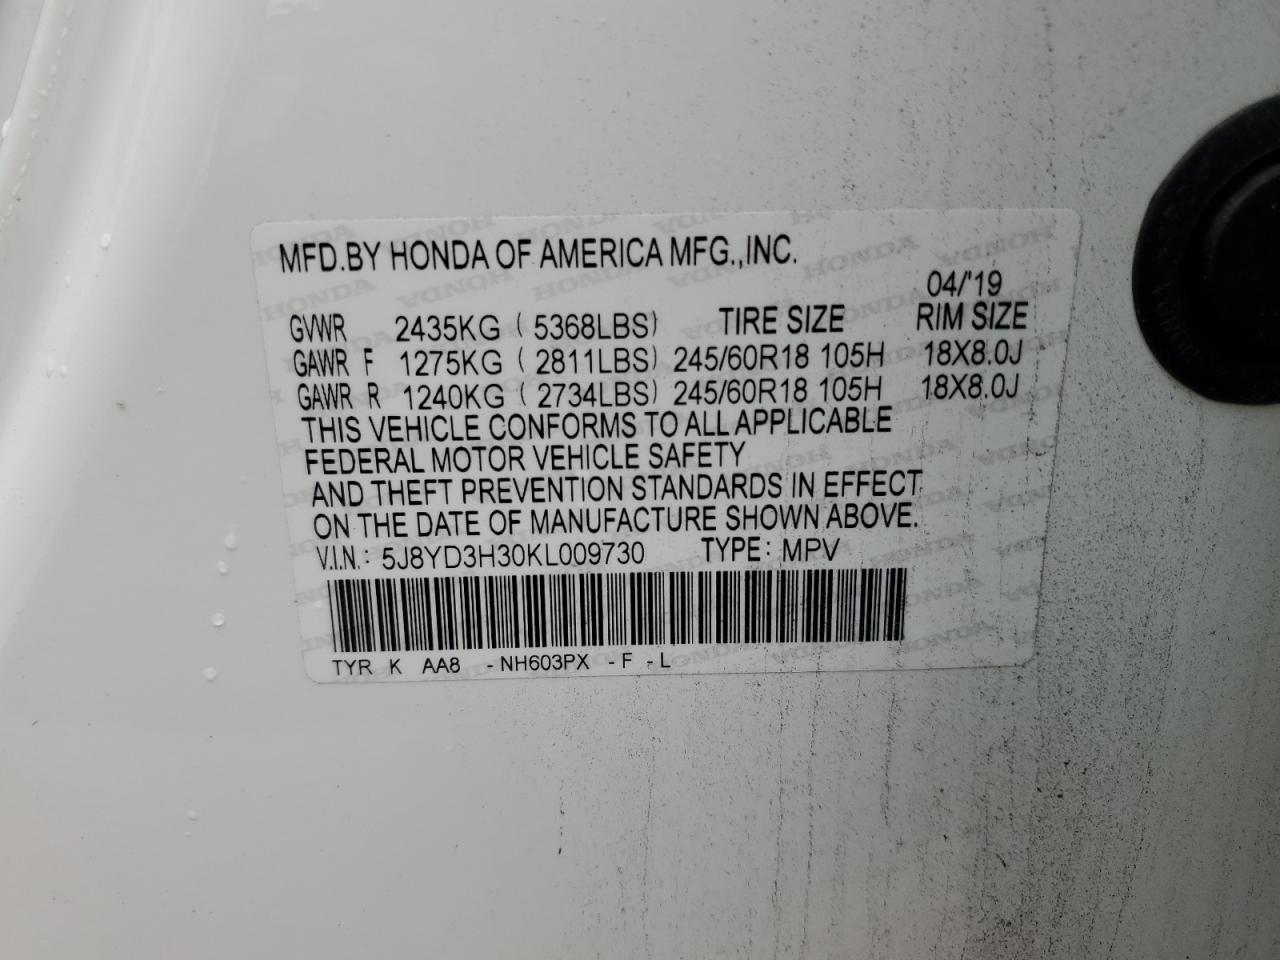 MFD.BY HONDA OF AMERICA MFG.,INC.
04/'19
GVWR 2435KG ( 5368LBS) TIRE SIZE RIM SIZE
GAWR F 1275KG ( 2811LBS) 245/60R18 105H 18X8.0J
GAWR R 1240KG ( 2734LBS) 245/60R18 105H 18X8.0J
THIS VEHICLE CONFORMS TO ALL APPLICABLE
FEDERAL MOTOR VEHICLE SAFETY
AND THEFT PREVENTION STANDARDS IN EFFECT
ON THE DATE OF MANUFACTURE SHOWN ABOVE.
V.I.N.: 5J8YD3H30KL009730 TYPE: MPV
TYR K AA8 -NH603PX -F -L